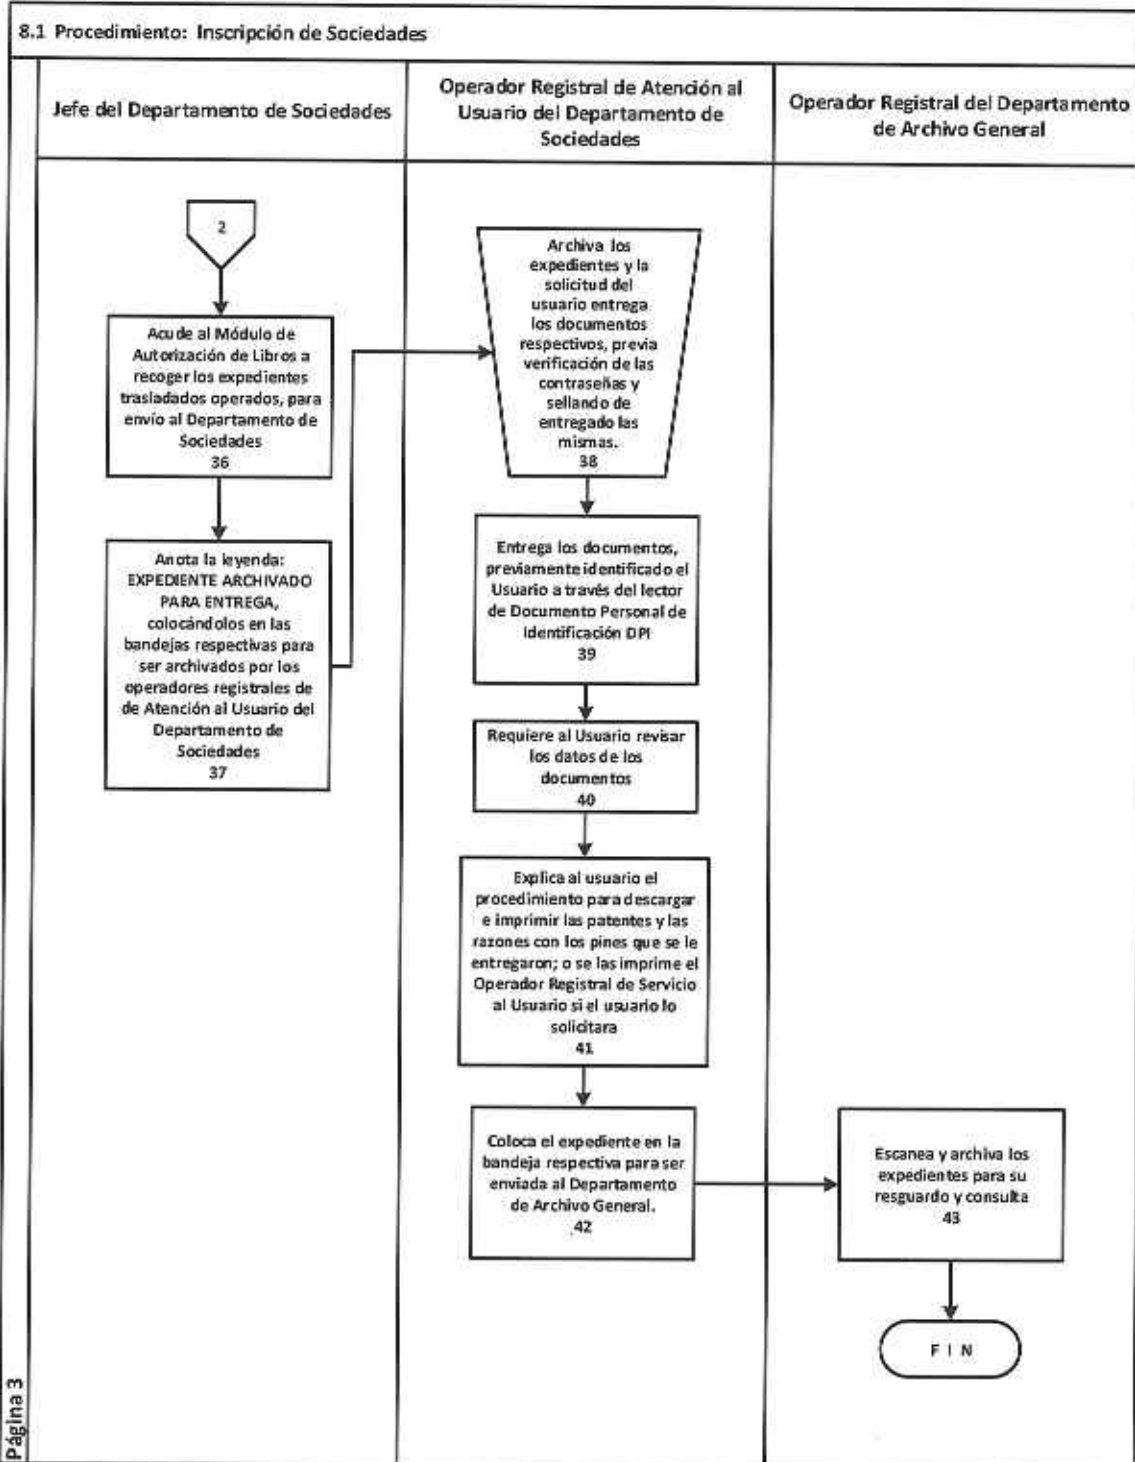 8.1 Procedimiento: Inscripción de Sociedades
Jefe del Departamento de Sociedades
Operador Registral de Atención al
Usuario del Departamento de
Sociedades
Operador Registral del Departamento
de Archivo General
2
Acude al Módulo de
Autorización de Libros a
recoger los expedientes
trasladados operados, para
envío al Departamento de
Sociedades
36
Anota la leyenda:
EXPEDIENTE ARCHIVADO
PARA ENTREGA,
colocándolos en las
bandejas respectivas para
ser archivados por los
operadores registrales de
de Atención al Usuario del
Departamento de
Sociedades
37
Archiva los
expedientes y la
solicitud del
usuario entrega
los documentos
respectivos, previa
verificación de las
contraseñas y
sellando de
entregado las
mismas.
38
Entrega los documentos,
previamente identificado el
Usuario a través del lector
de Documento Personal de
Identificación DPI
39
Requiere al Usuario revisar
los datos de los
documentos
40
Explica al usuario el
procedimiento para descargar
e imprimir las patentes y las
razones con los pines que se le
entregaron; o se las imprime el
Operador Registral de Servicio
al Usuario si el usuario lo
solicitara
41
Coloca el expediente en la
bandeja respectiva para ser
enviada al Departamento
de Archivo General.
42
Escanea y archiva los
expedientes para su
resguardo y consulta
43
F I N
Página 3